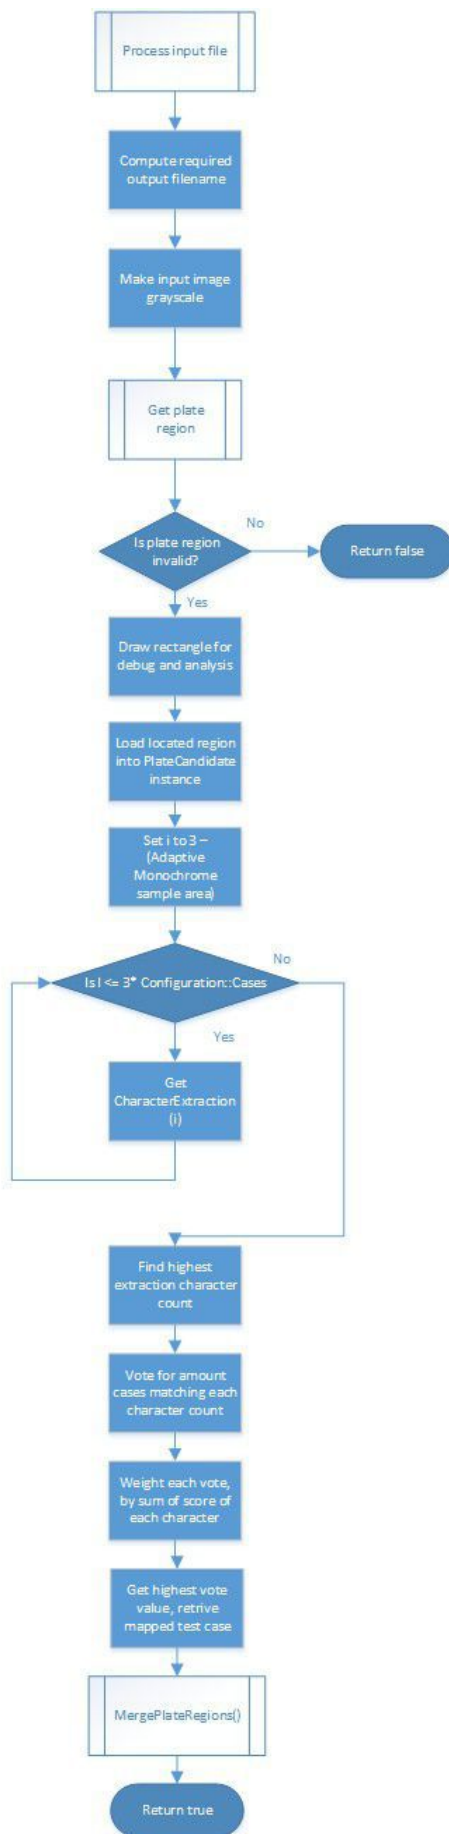 Process input file
Compute required
output filename
Make input image
grayscale
Get plate
region
Is plate region
invalid?
No
Return false
Yes
Draw rectangle for
debug and analysis
Load located region
into PlateCandidate
instance
Set i to 3 –
(Adaptive
Monochrome
sample area)
Is I <= 3* Configuration::Cases
No
Yes
Get
CharacterExtraction
(i)
Find highest
extraction character
count
Vote for amount
cases matching each
character count
Weight each vote,
by sum of score of
each character
Get highest vote
value, retrive
mapped test case
MergePlateRegions()
Return true